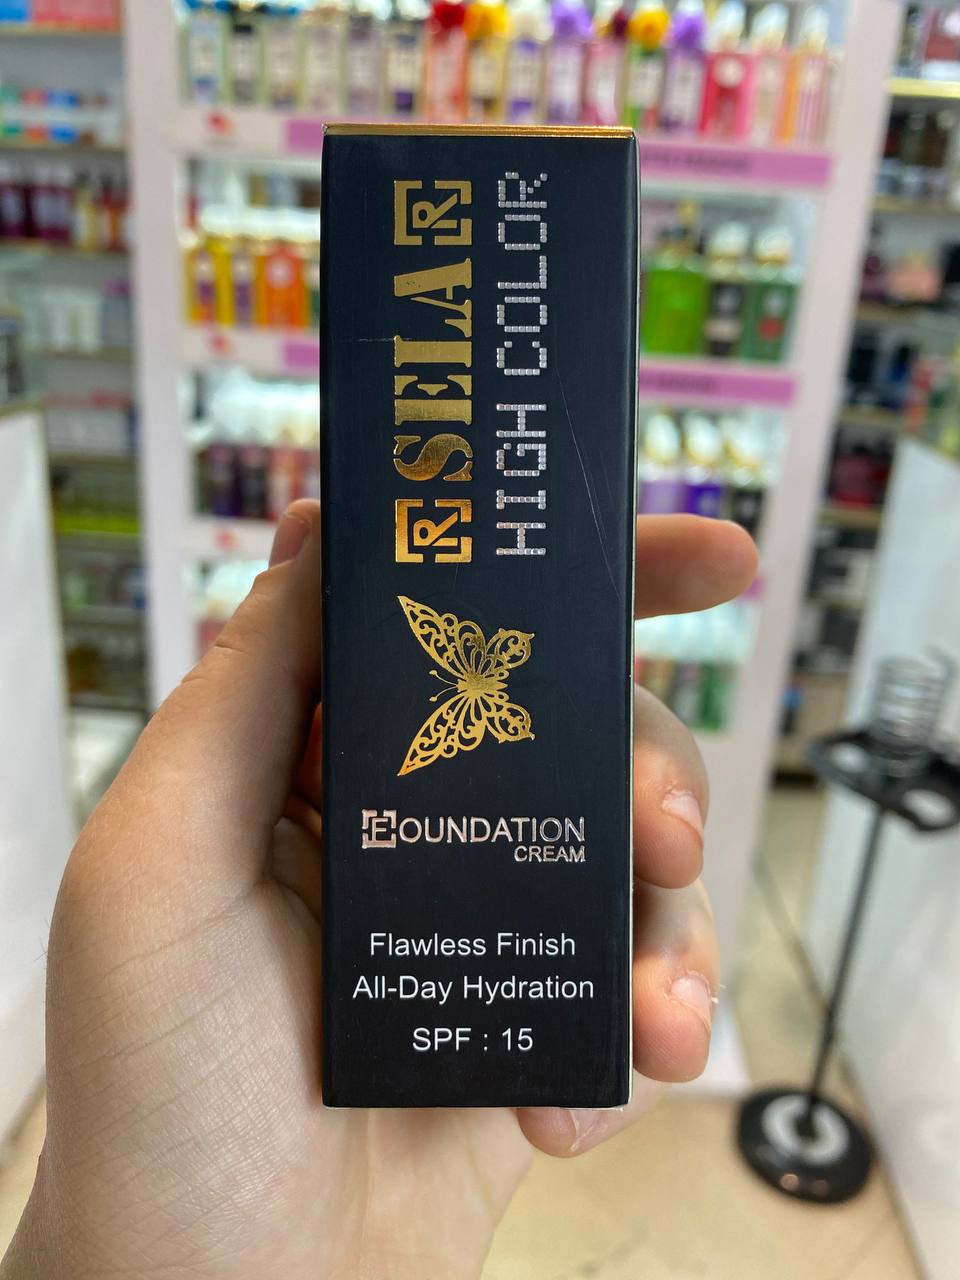 RSELAR
HIGH COLOR
FOUNDATION
CREAM
Flawless Finish
All-Day Hydration
SPF : 15